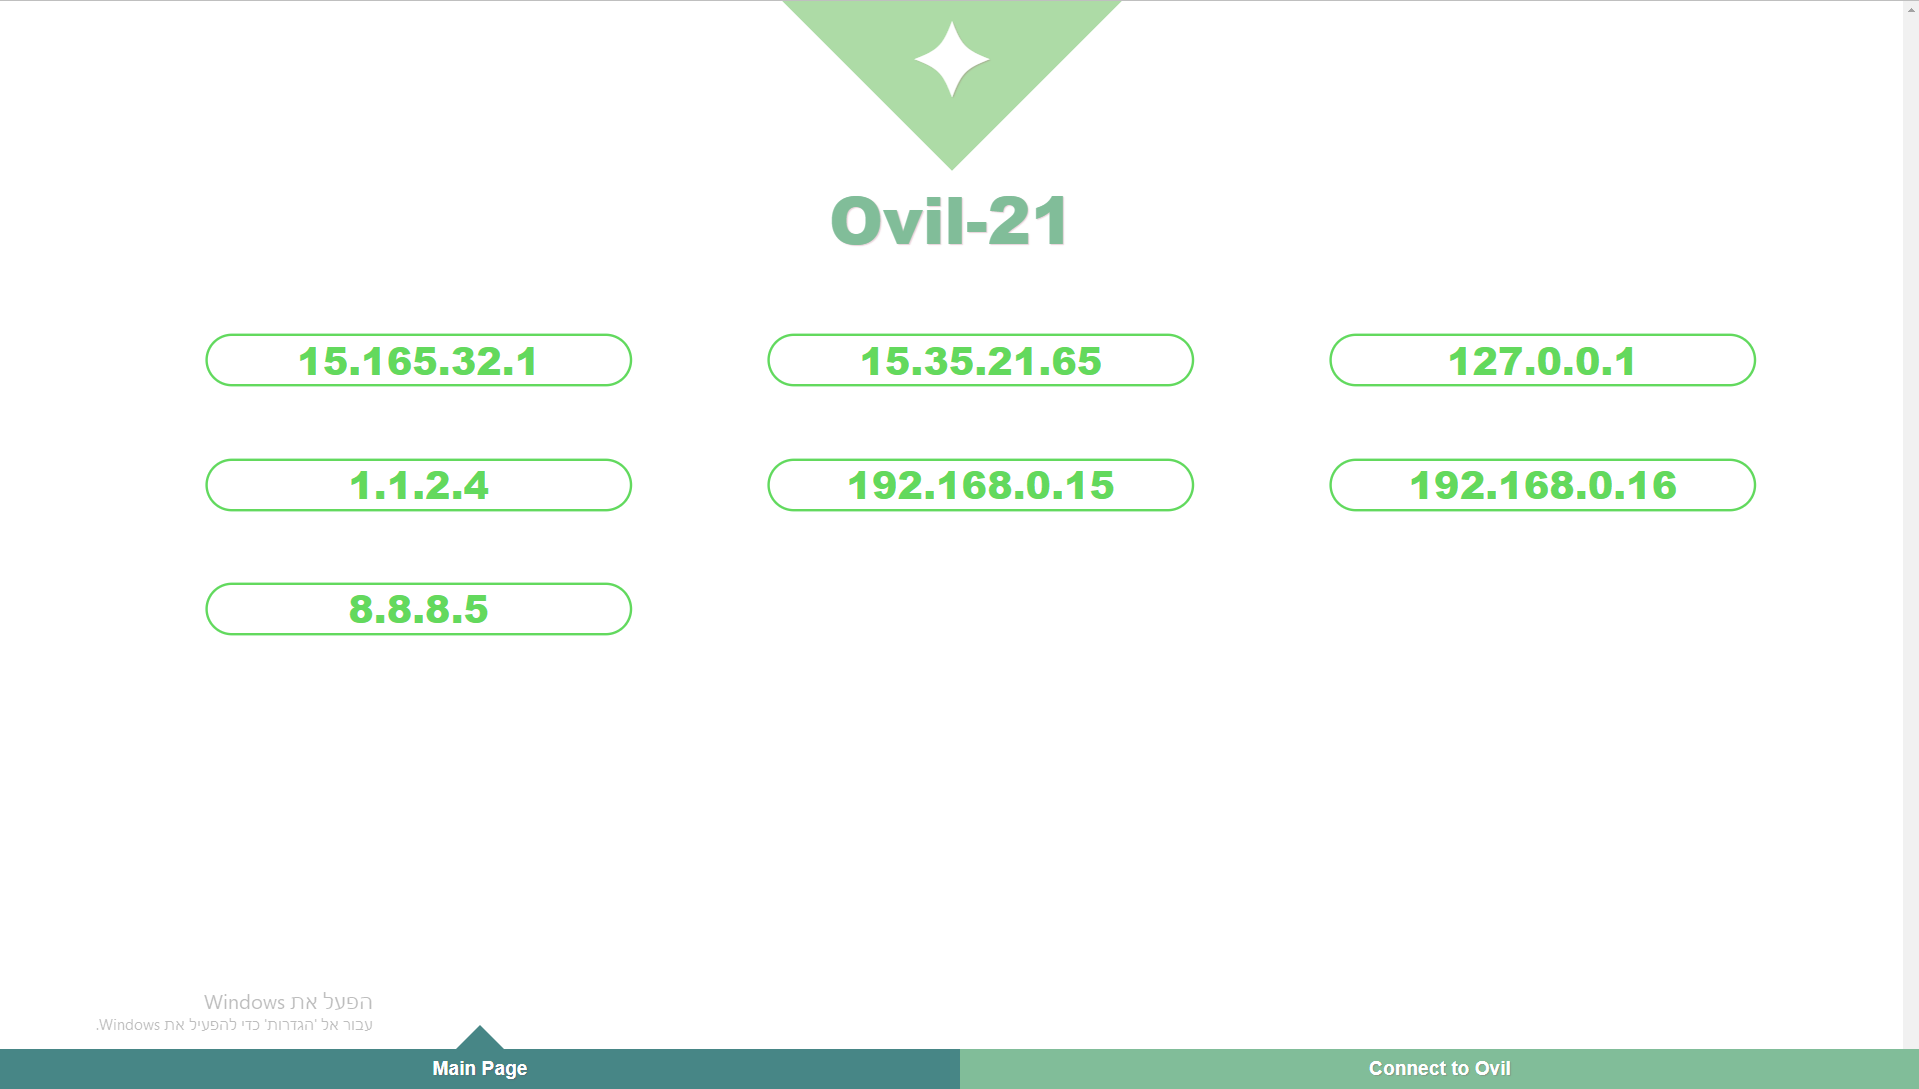 Ovil-21
15.165.32.1
15.35.21.65
127.0.0.1
1.1.2.4
192.168.0.15
192.168.0.16
8.8.8.5
הפעל את Windows
עבור אל 'הגדרות' כדי להפעיל את Windows.
Main Page
Connect to Ovil